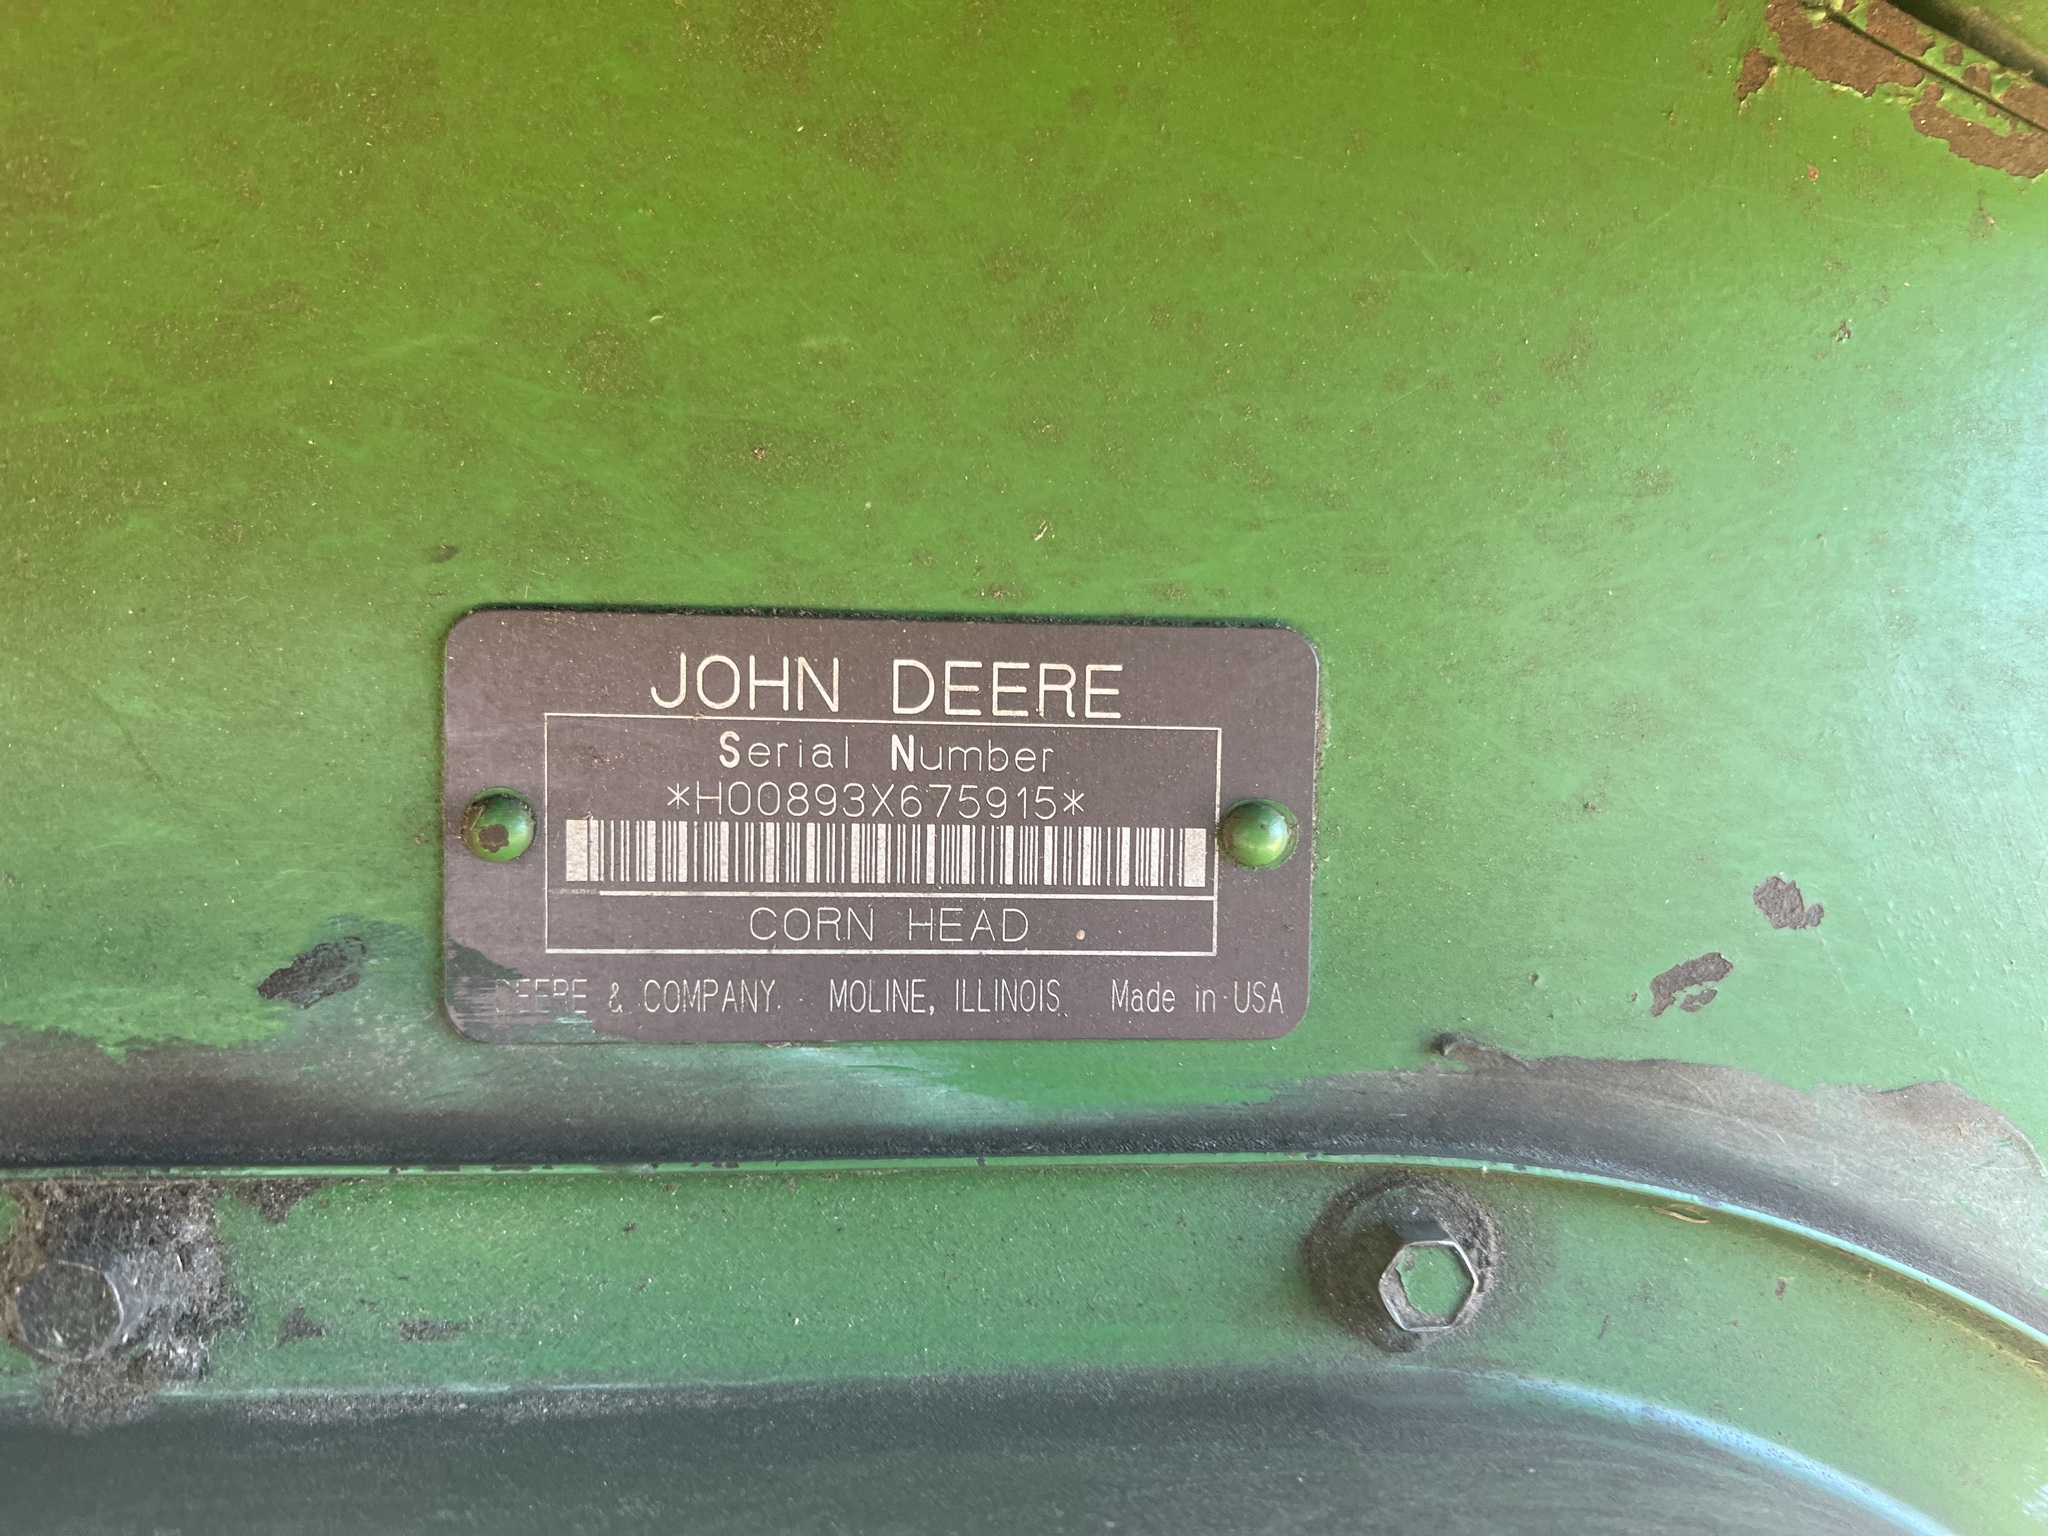 JOHN DEERE
Serial Number
*H00893X675915*
CORN HEAD
DEERE & COMPANY. MOLINE, ILLINOIS Made in USA